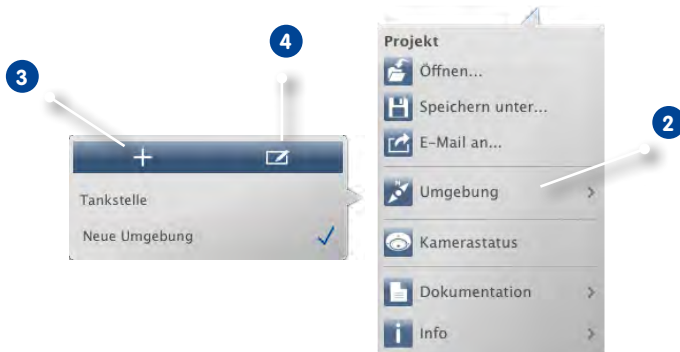 3
4
+
Tankstelle
Neue Umgebung
Projekt
Öffnen...
Speichern unter...
E-Mail an...
Umgebung
2
Kamerastatus
Dokumentation
i Info